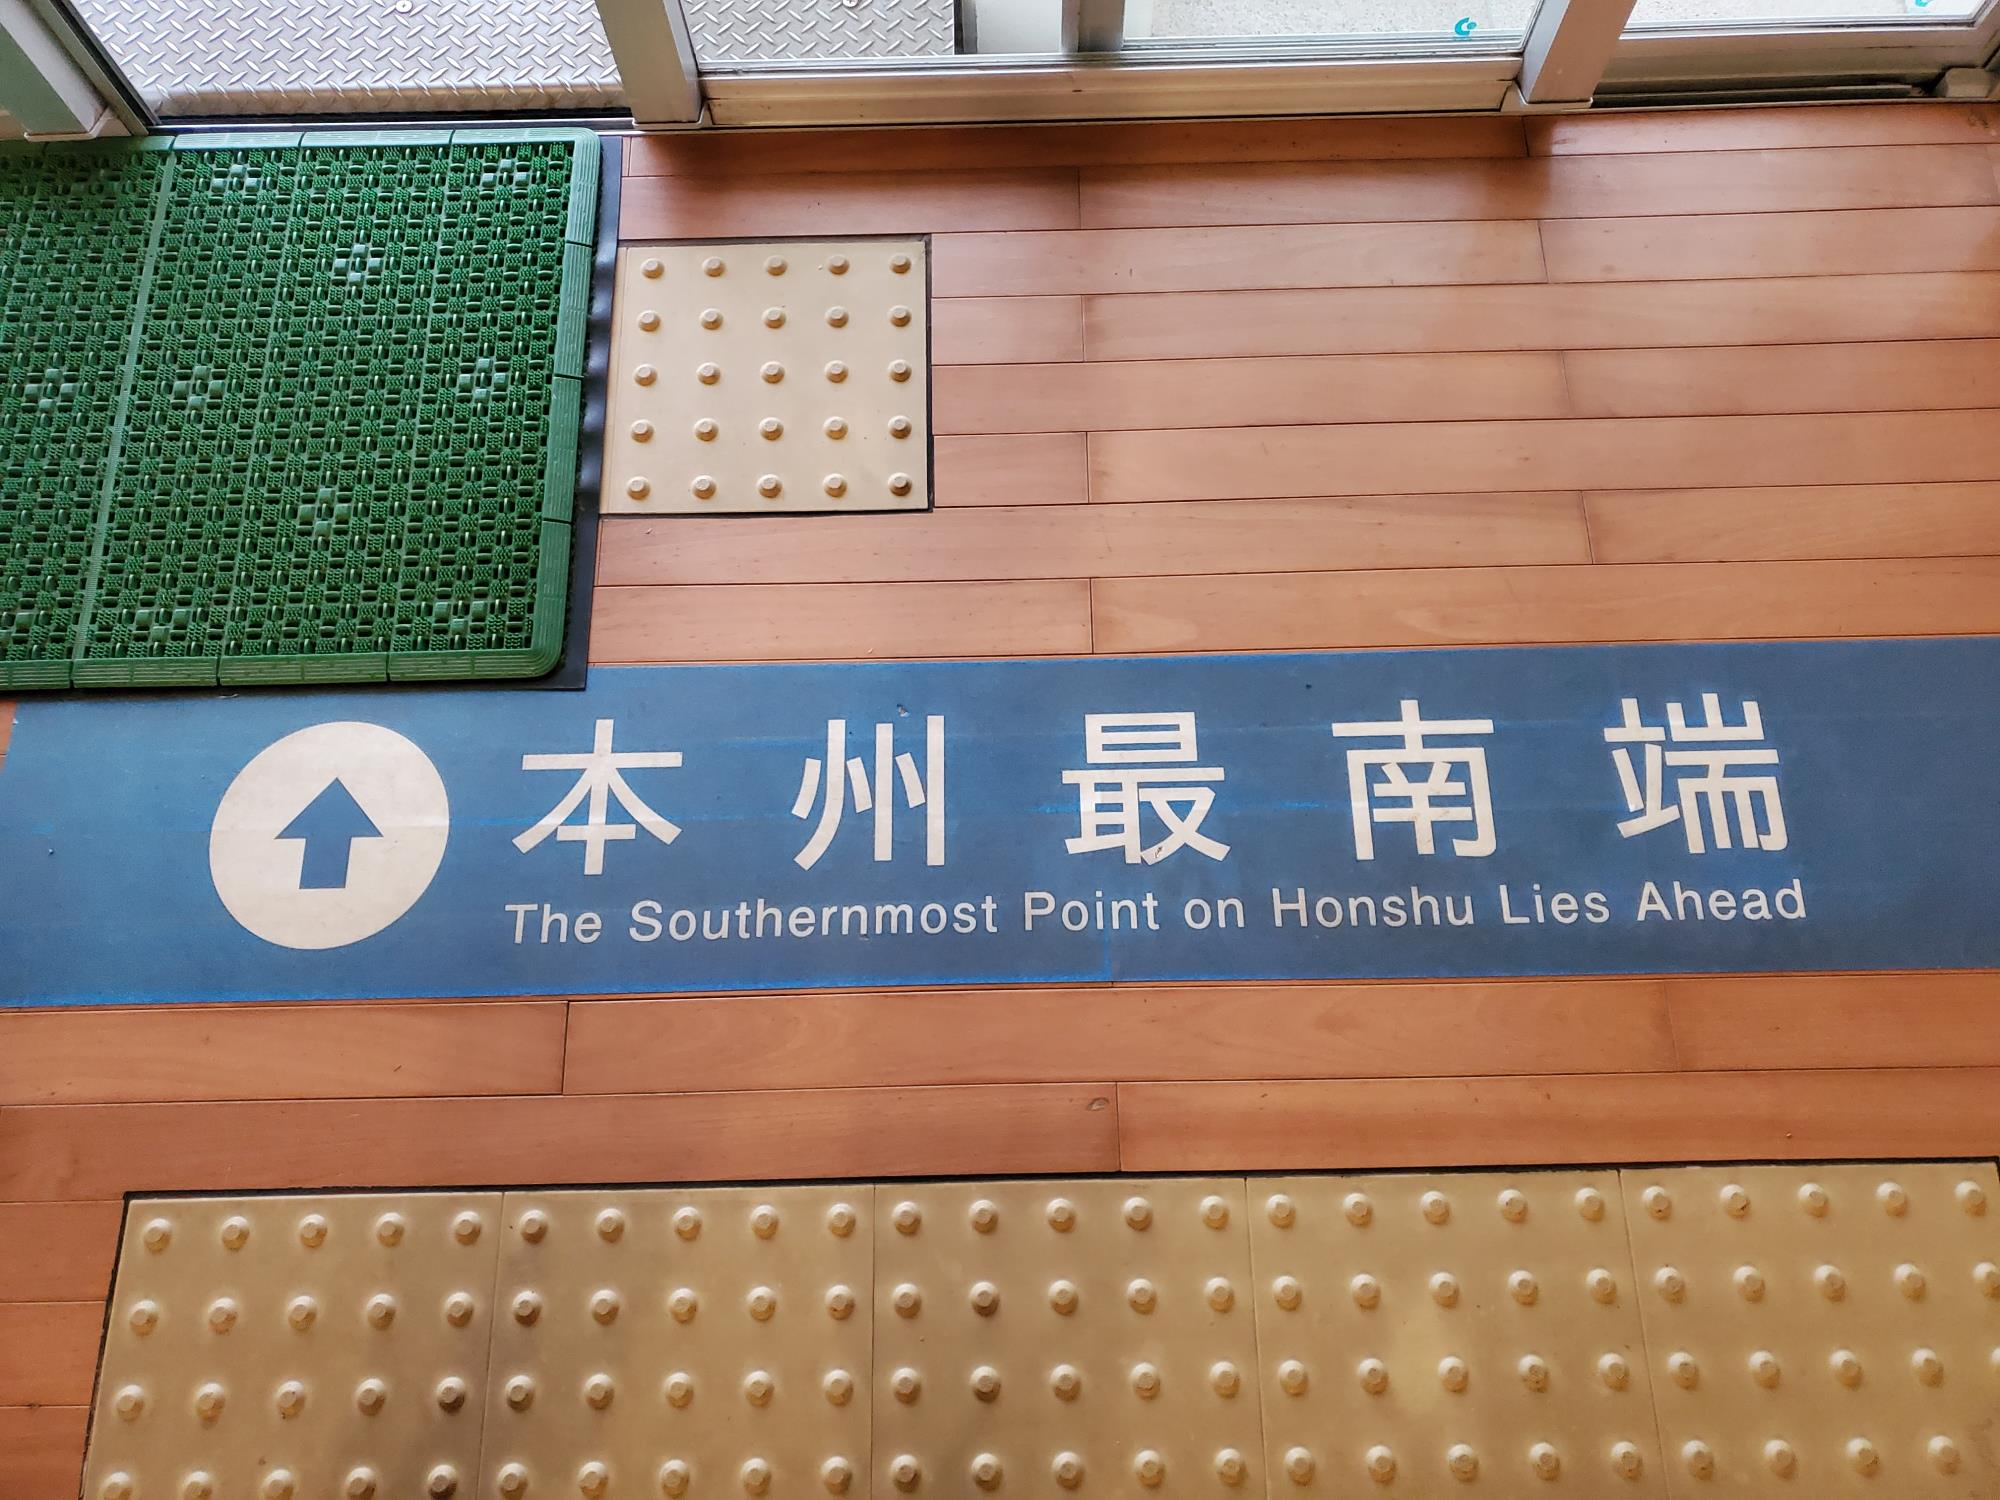 本州最南端
The Southernmost Point on Honshu Lies Ahead